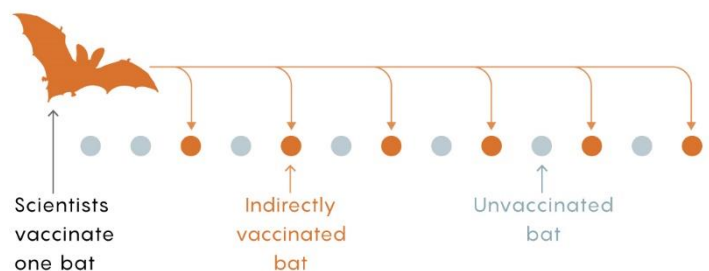 Scientists
vaccinate
one bat
Indirectly
vaccinated
bat
Unvaccinated
bat